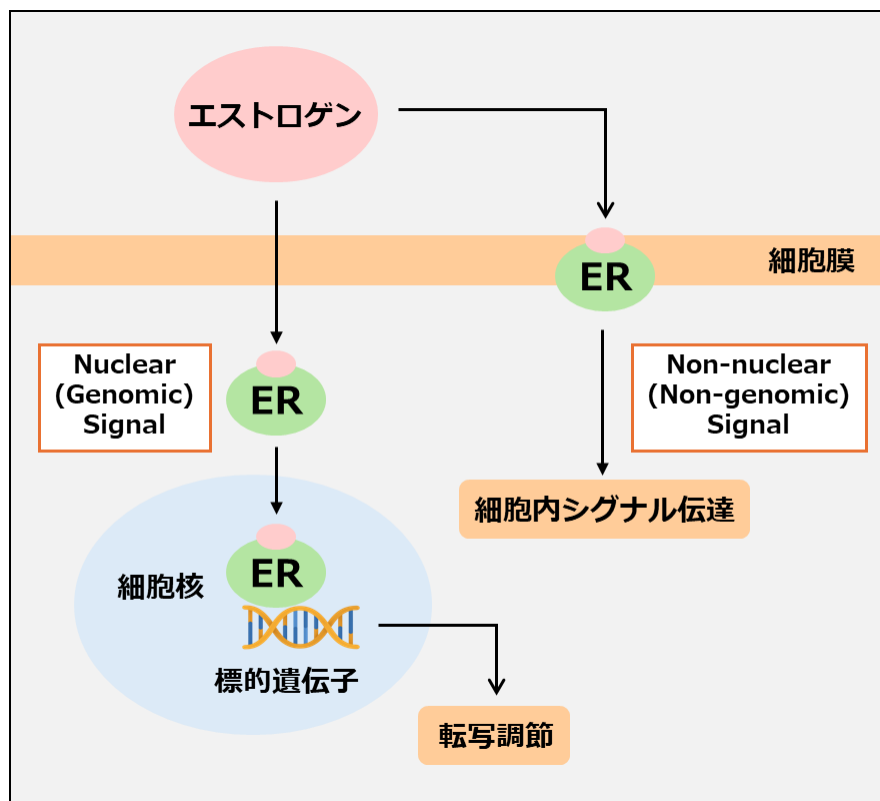 エストロゲン
細胞膜
ER
Nuclear
(Genomic)
Signal
ER
Non-nuclear
(Non-genomic)
Signal
細胞内シグナル伝達
細胞核
ER
標的遺伝子
転写調節